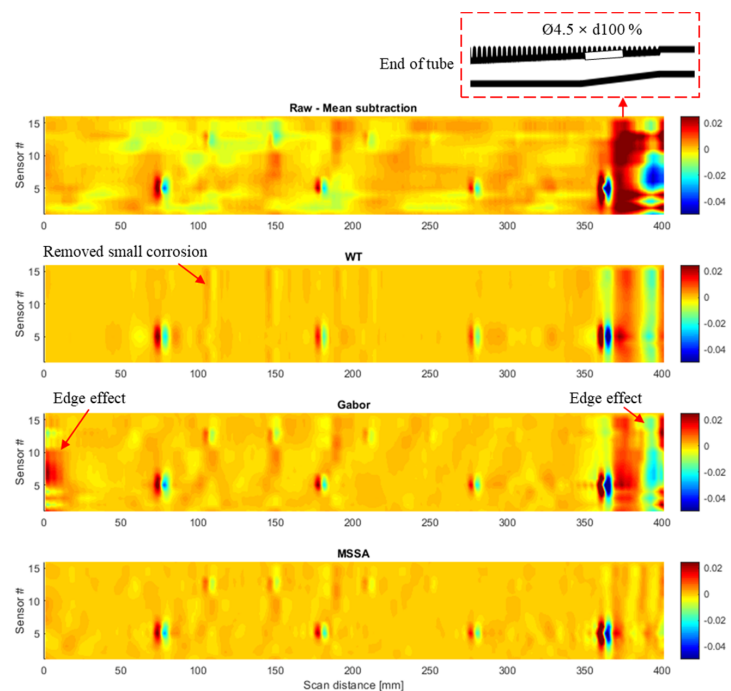 Ø4.5 × d100 %
End of tube
Raw - Mean subtraction
15
10
5
Sensor #
0 50 100 150 200 250 300 350 400
0.02
0
-0.02
-0.04
Removed small corrosion
WT
15
10
5
Sensor #
0 50 100 150 200 250 300 350 400
0.02
0
-0.02
-0.04
Edge effect
Edge effect
Gabor
15
10
5
Sensor #
0 50 100 150 200 250 300 350 400
0.02
0
-0.02
-0.04
MSSA
15
10
5
Sensor #
0 50 100 150 200 250 300 350 400
Scan distance [mm]
0.02
0
-0.02
-0.04